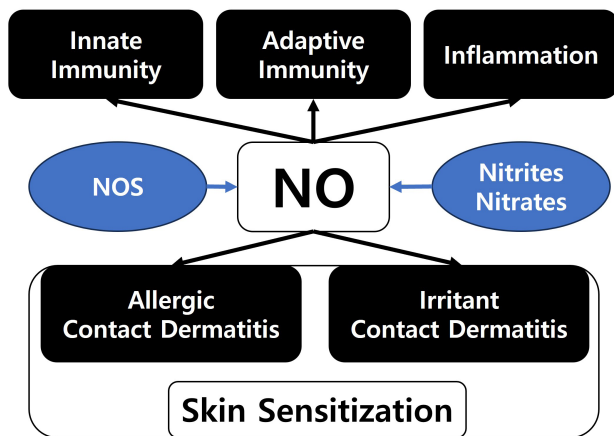 Innate
Immunity
Adaptive
Immunity
Inflammation
NOS
NO
Nitrites
Nitrates
Allergic
Contact Dermatitis
Irritant
Contact Dermatitis
Skin Sensitization